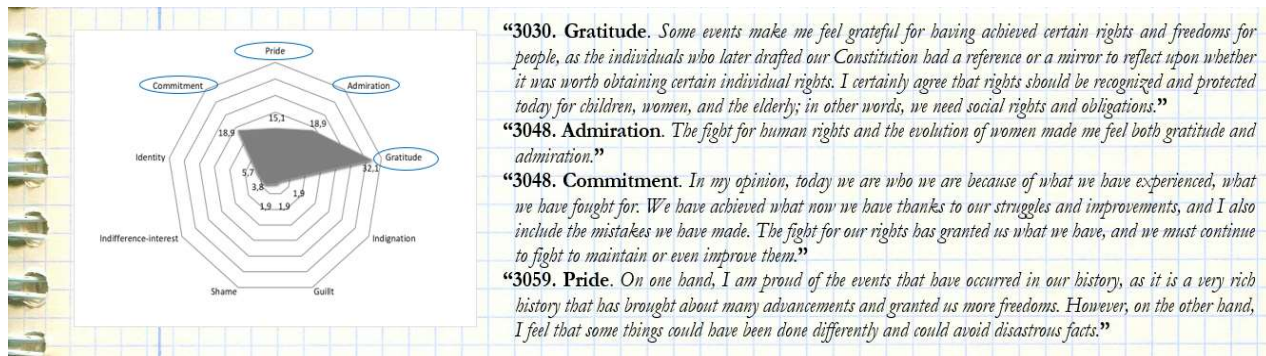 Pride
Commitment
Admiration
15,1
18,9
18,9
Identity
Gratitude
32,1
5,7
3,8
1,9
1,9 1,9
Indifference-interest
Indignation
Shame
Guillt
“3030. Gratitude. Some events make me feel grateful for having achieved certain rights and freedoms for
people, as the individuals who later drafted our Constitution had a reference or a mirror to reflect upon whether
it was worth obtaining certain individual rights. I certainly agree that rights should be recognized and protected
today for children, women, and the elderly; in other words, we need social rights and obligations.”
“3048. Admiration. The fight for human rights and the evolution of women made me feel both gratitude and
admiration.”
“3048. Commitment. In my opinion, today we are who we are because of what we have experienced, what
we have fought for. We have achieved what now we have thanks to our struggles and improvements, and I also
include the mistakes we have made. The fight for our rights has granted us what we have, and we must continue
to fight to maintain or even improve them.”
“3059. Pride. On one hand, I am proud of the events that have occurred in our history, as it is a very rich
history that has brought about many advancements and granted us more freedoms. However, on the other hand,
I feel that some things could have been done differently and could avoid disastrous facts.”